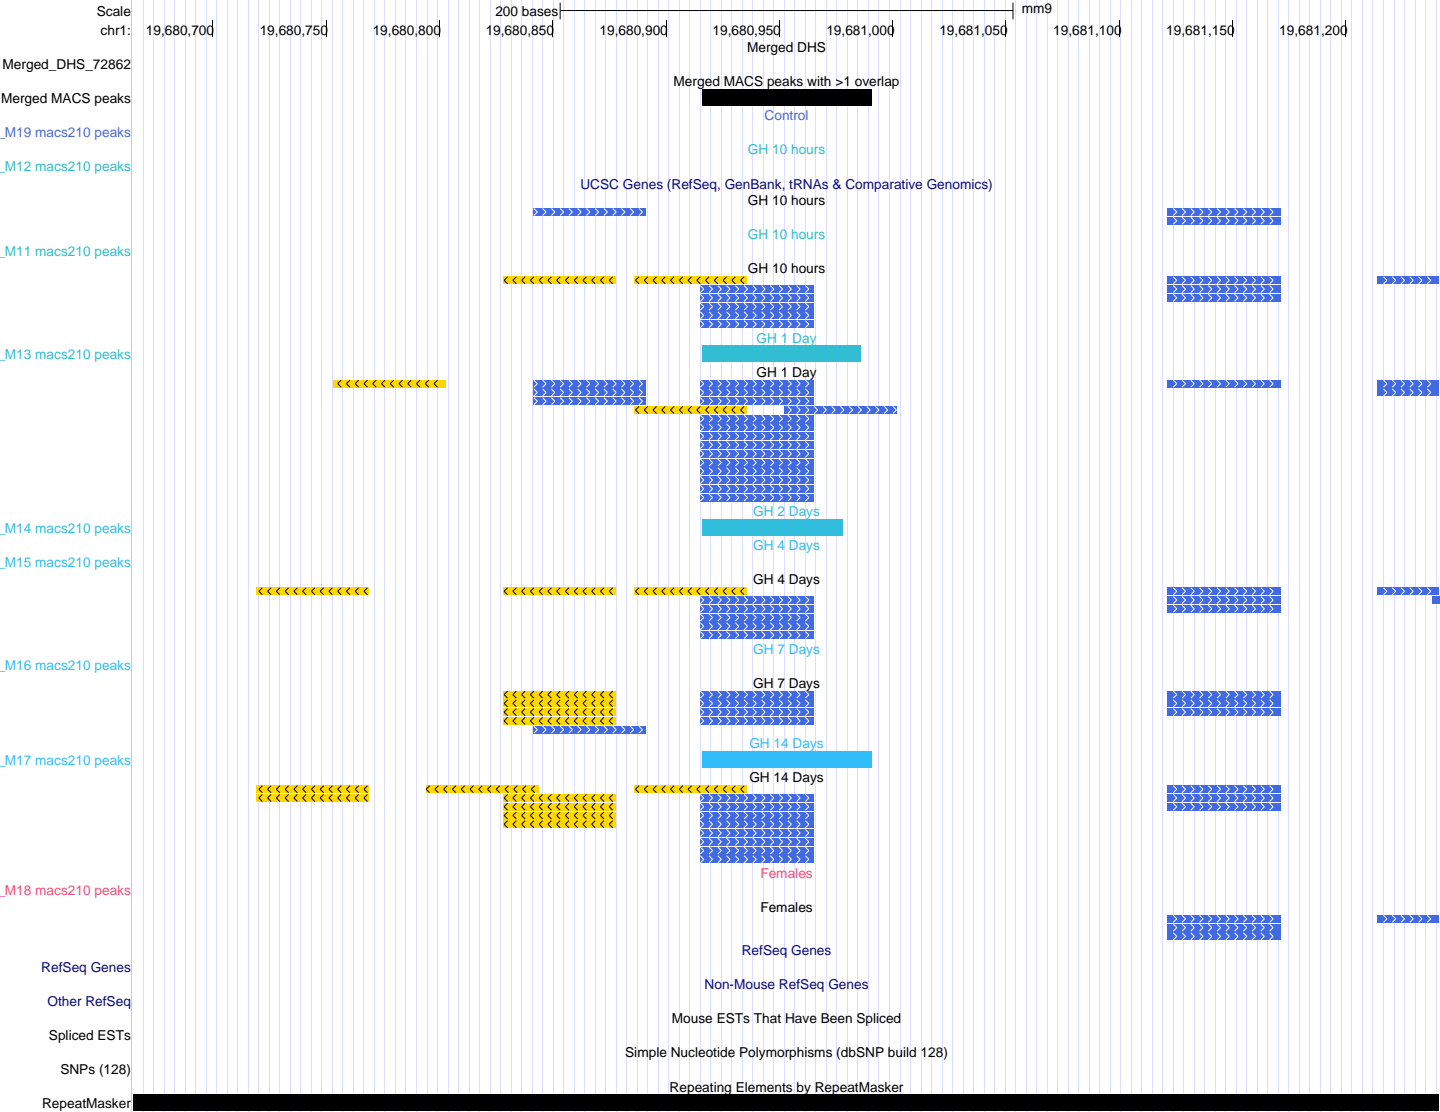 Scale 200 bases mm9
chr1: 19,680,700 19,680,750 19,680,800 19,680,850 19,680,900 19,680,950 19,681,000 19,681,050 19,681,100 19,681,150 19,681,200
Merged DHS
Merged_DHS_72862
Merged MACS peaks with >1 overlap
Merged MACS peaks
Control
_M19 macs210 peaks
GH 10 hours
_M12 macs210 peaks
UCSC Genes (RefSeq, GenBank, tRNAs & Comparative Genomics)
GH 10 hours
GH 10 hours
_M11 macs210 peaks
GH 10 hours
GH 1 Day
_M13 macs210 peaks
GH 1 Day
GH 2 Days
_M14 macs210 peaks
GH 4 Days
_M15 macs210 peaks
GH 4 Days
GH 7 Days
_M16 macs210 peaks
GH 7 Days
GH 14 Days
_M17 macs210 peaks
GH 14 Days
Females
_M18 macs210 peaks
Females
RefSeq Genes
RefSeq Genes
Non-Mouse RefSeq Genes
Other RefSeq
Mouse ESTs That Have Been Spliced
Spliced ESTs
Simple Nucleotide Polymorphisms (dbSNP build 128)
SNPs (128)
Repeating Elements by RepeatMasker
RepeatMasker